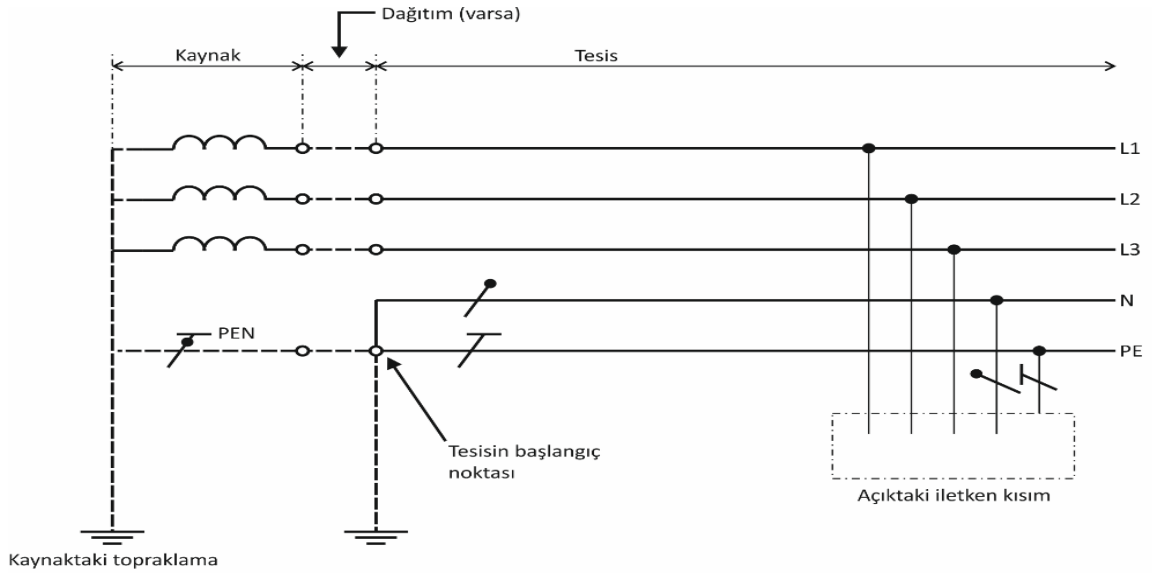 Dağıtım (varsa)
Kaynak
Tesis
L1
L2
L3
N
PEN
PE
Tesisin başlangıç
noktası
Açıktaki iletken kısım
Kaynaktaki topraklama